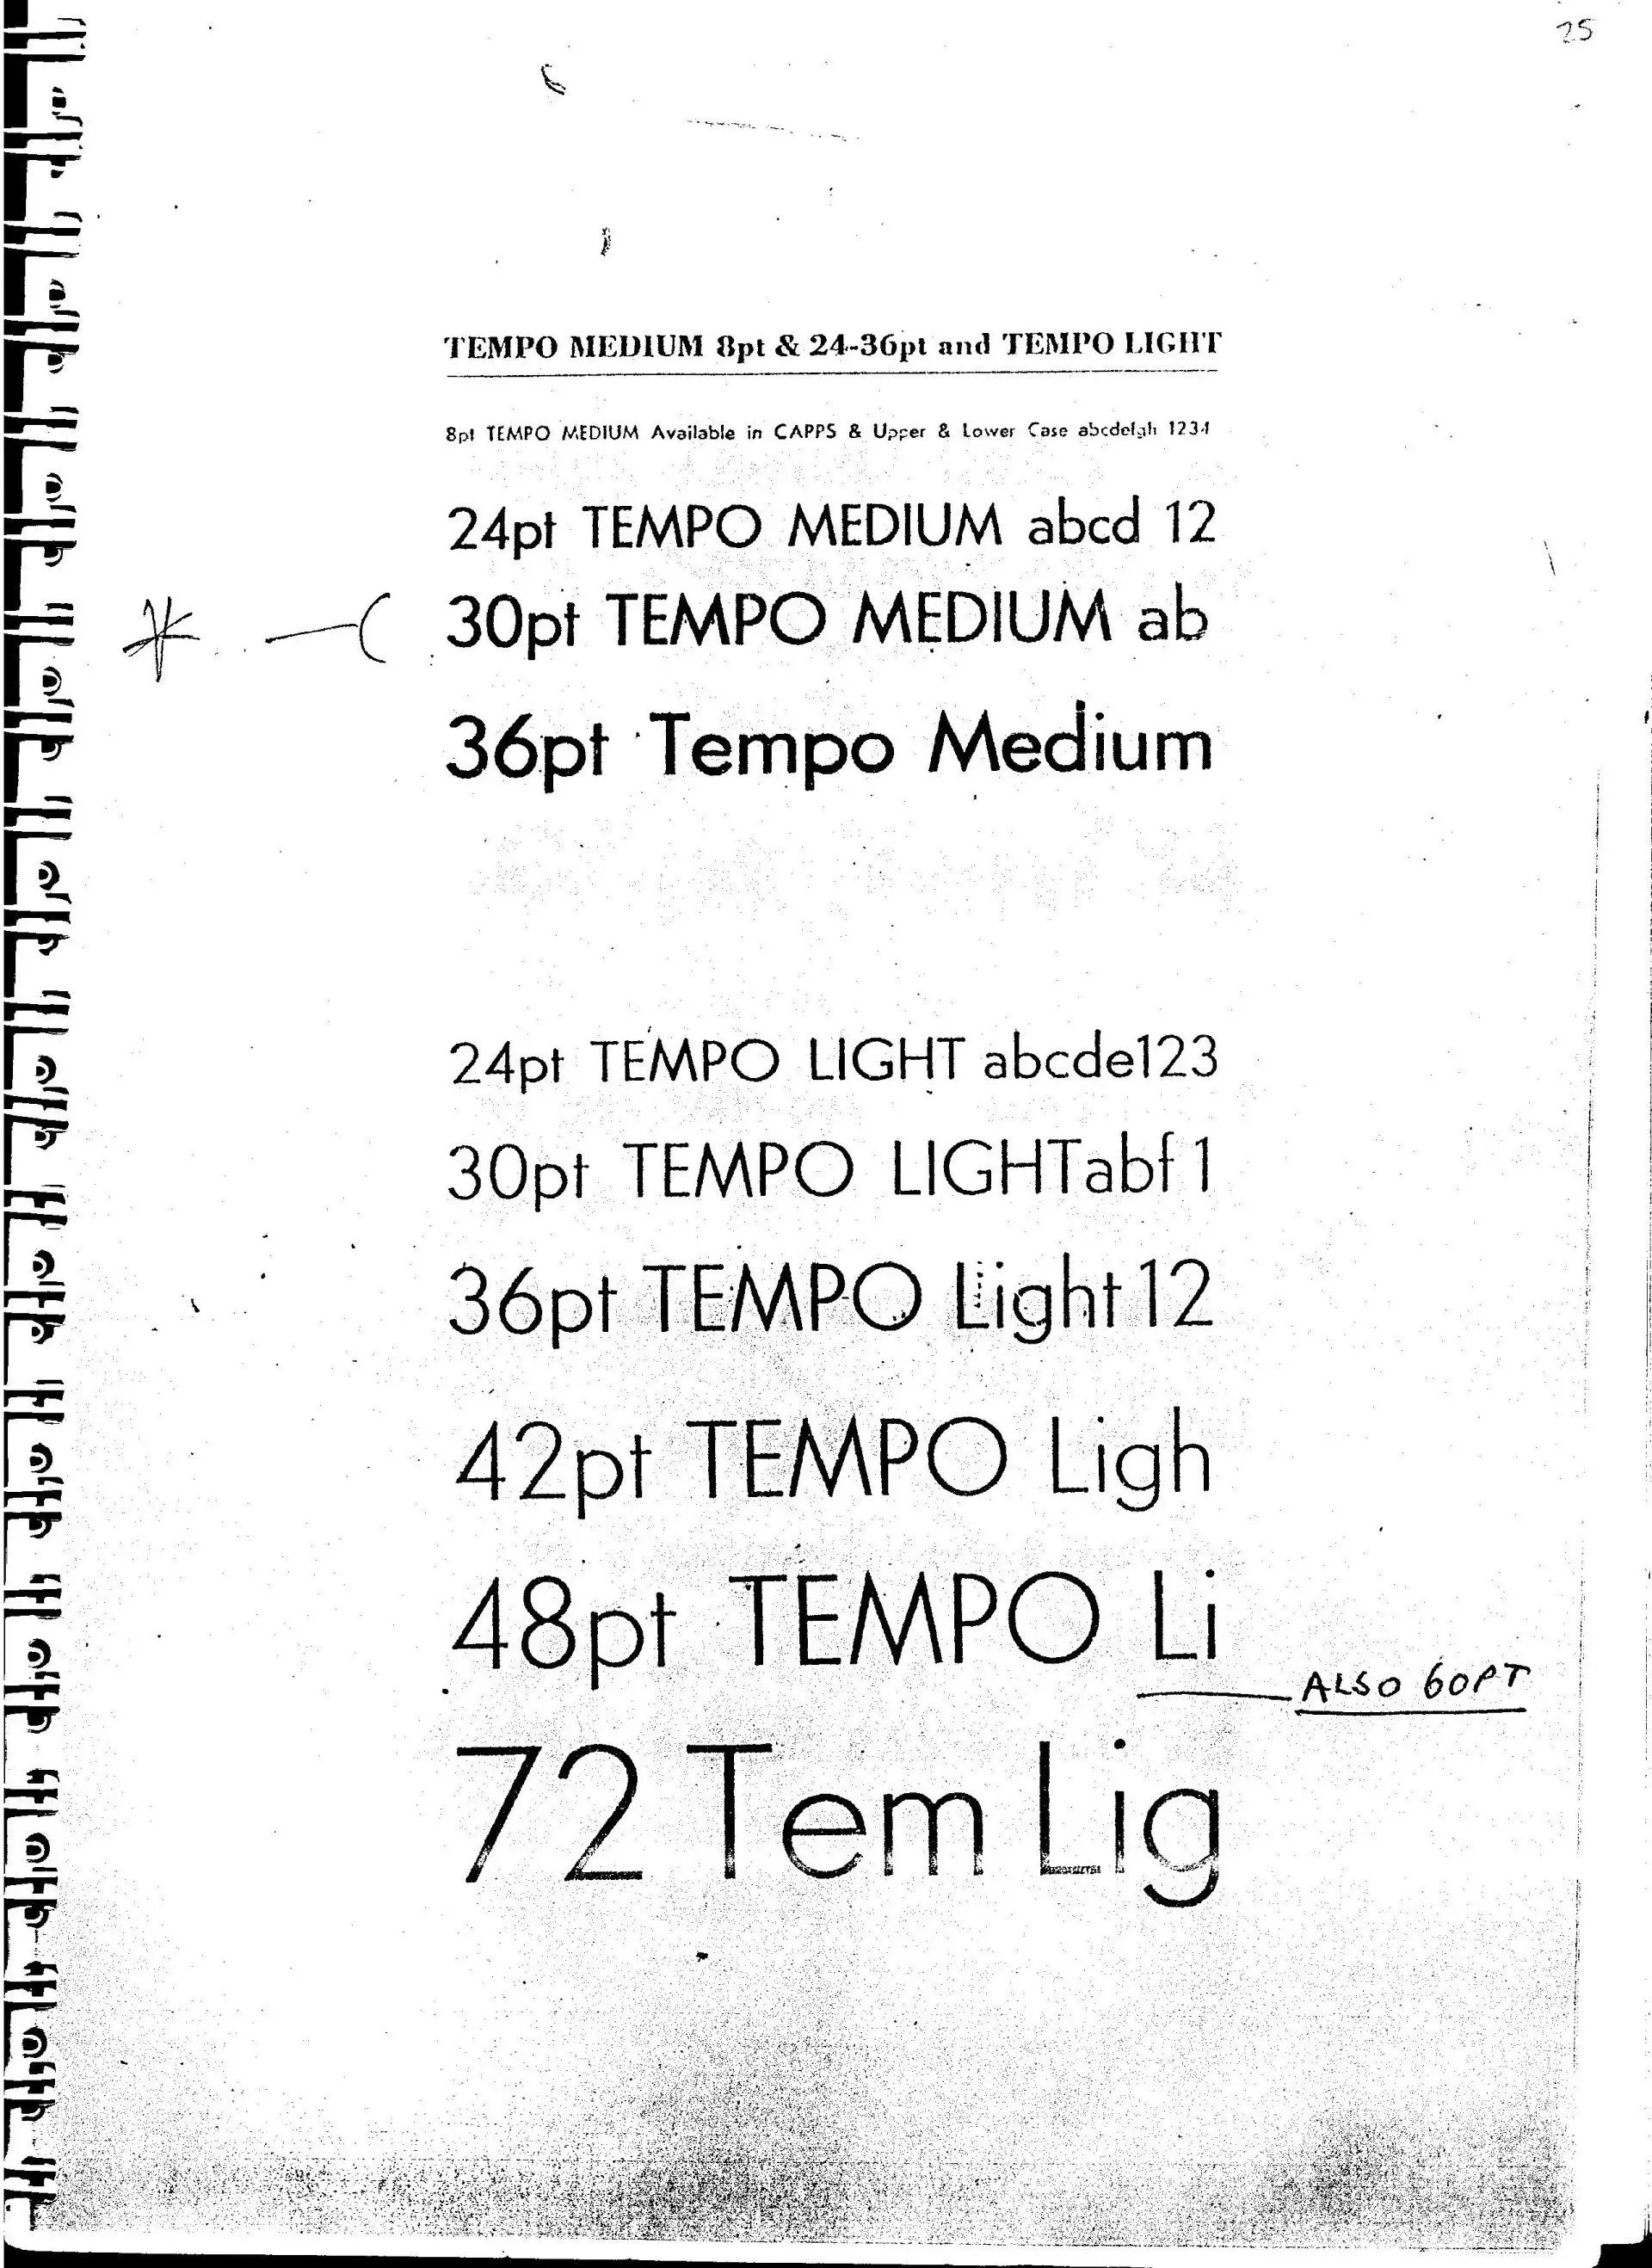 25
TEMPO MEDIUM 8pt & 24-36pt and TEMPO LIGHT
8pt TEMPO MEDIUM Available in CAPPS & Upper & Lower Case abcdefgh 1234
24pt TEMPO MEDIUM abcd 12
* —( 30pt TEMPO MEDIUM ab
36pt Tempo Medium
24pt TEMPO LIGHT abcde123
30pt TEMPO LIGHTabf 1
36pt TEMPO Light 12
42pt TEMPO Ligh
48pt TEMPO Li
ALSO 60PT
72 Tem Lig